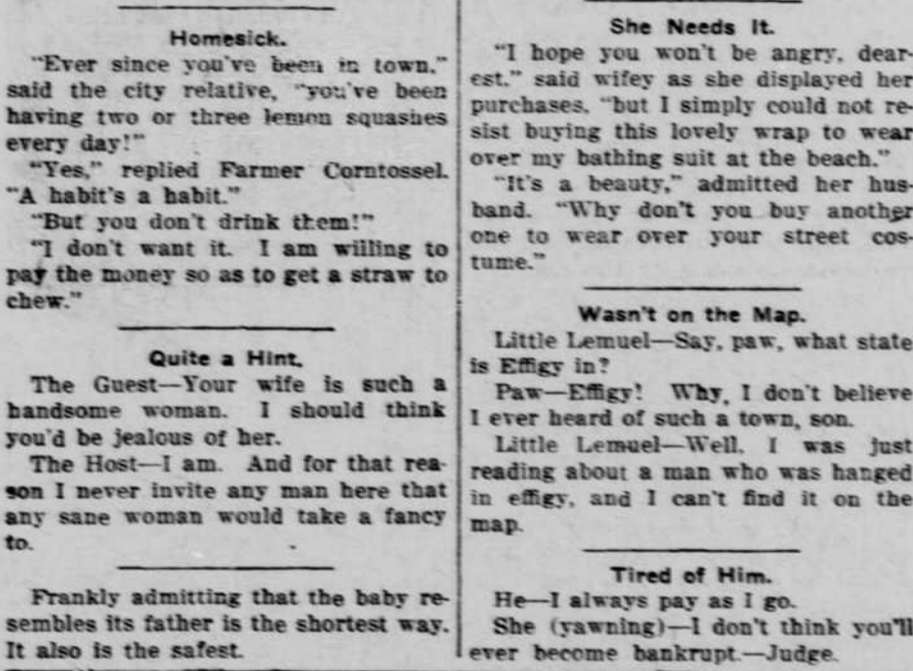 Homesick.
"Ever since you've been in town,"
said the city relative, "you've been
having two or three lemon squashes
every day!"
"Yes," replied Farmer Corntossel.
"A habit's a habit."
"But you don't drink them!"
"I don't want it. I am willing to
pay the money so as to get a straw to
chew."
Quite a Hint.
The Guest—Your wife is such a
handsome woman. I should think
you'd be jealous of her.
The Host—I am. And for that rea-
son I never invite any man here that
any sane woman would take a fancy
to.
Frankly admitting that the baby re-
sembles its father is the shortest way.
It also is the safest.
She Needs It.
"I hope you won't be angry, dear-
est," said wifey as she displayed her
purchases, "but I simply could not re-
sist buying this lovely wrap to wear
over my bathing suit at the beach."
"It's a beauty," admitted her hus-
band. "Why don't you buy another
one to wear over your street cos-
tume."
Wasn't on the Map.
Little Lemuel—Say, paw, what state
is Effigy in?
Paw—Effigy! Why, I don't believe
I ever heard of such a town, son.
Little Lemuel—Well, I was just
reading about a man who was hanged
in effigy, and I can't find it on the
map.
Tired of Him.
He—I always pay as I go.
She (yawning)—I don't think you'll
ever become bankrupt.—Judge.